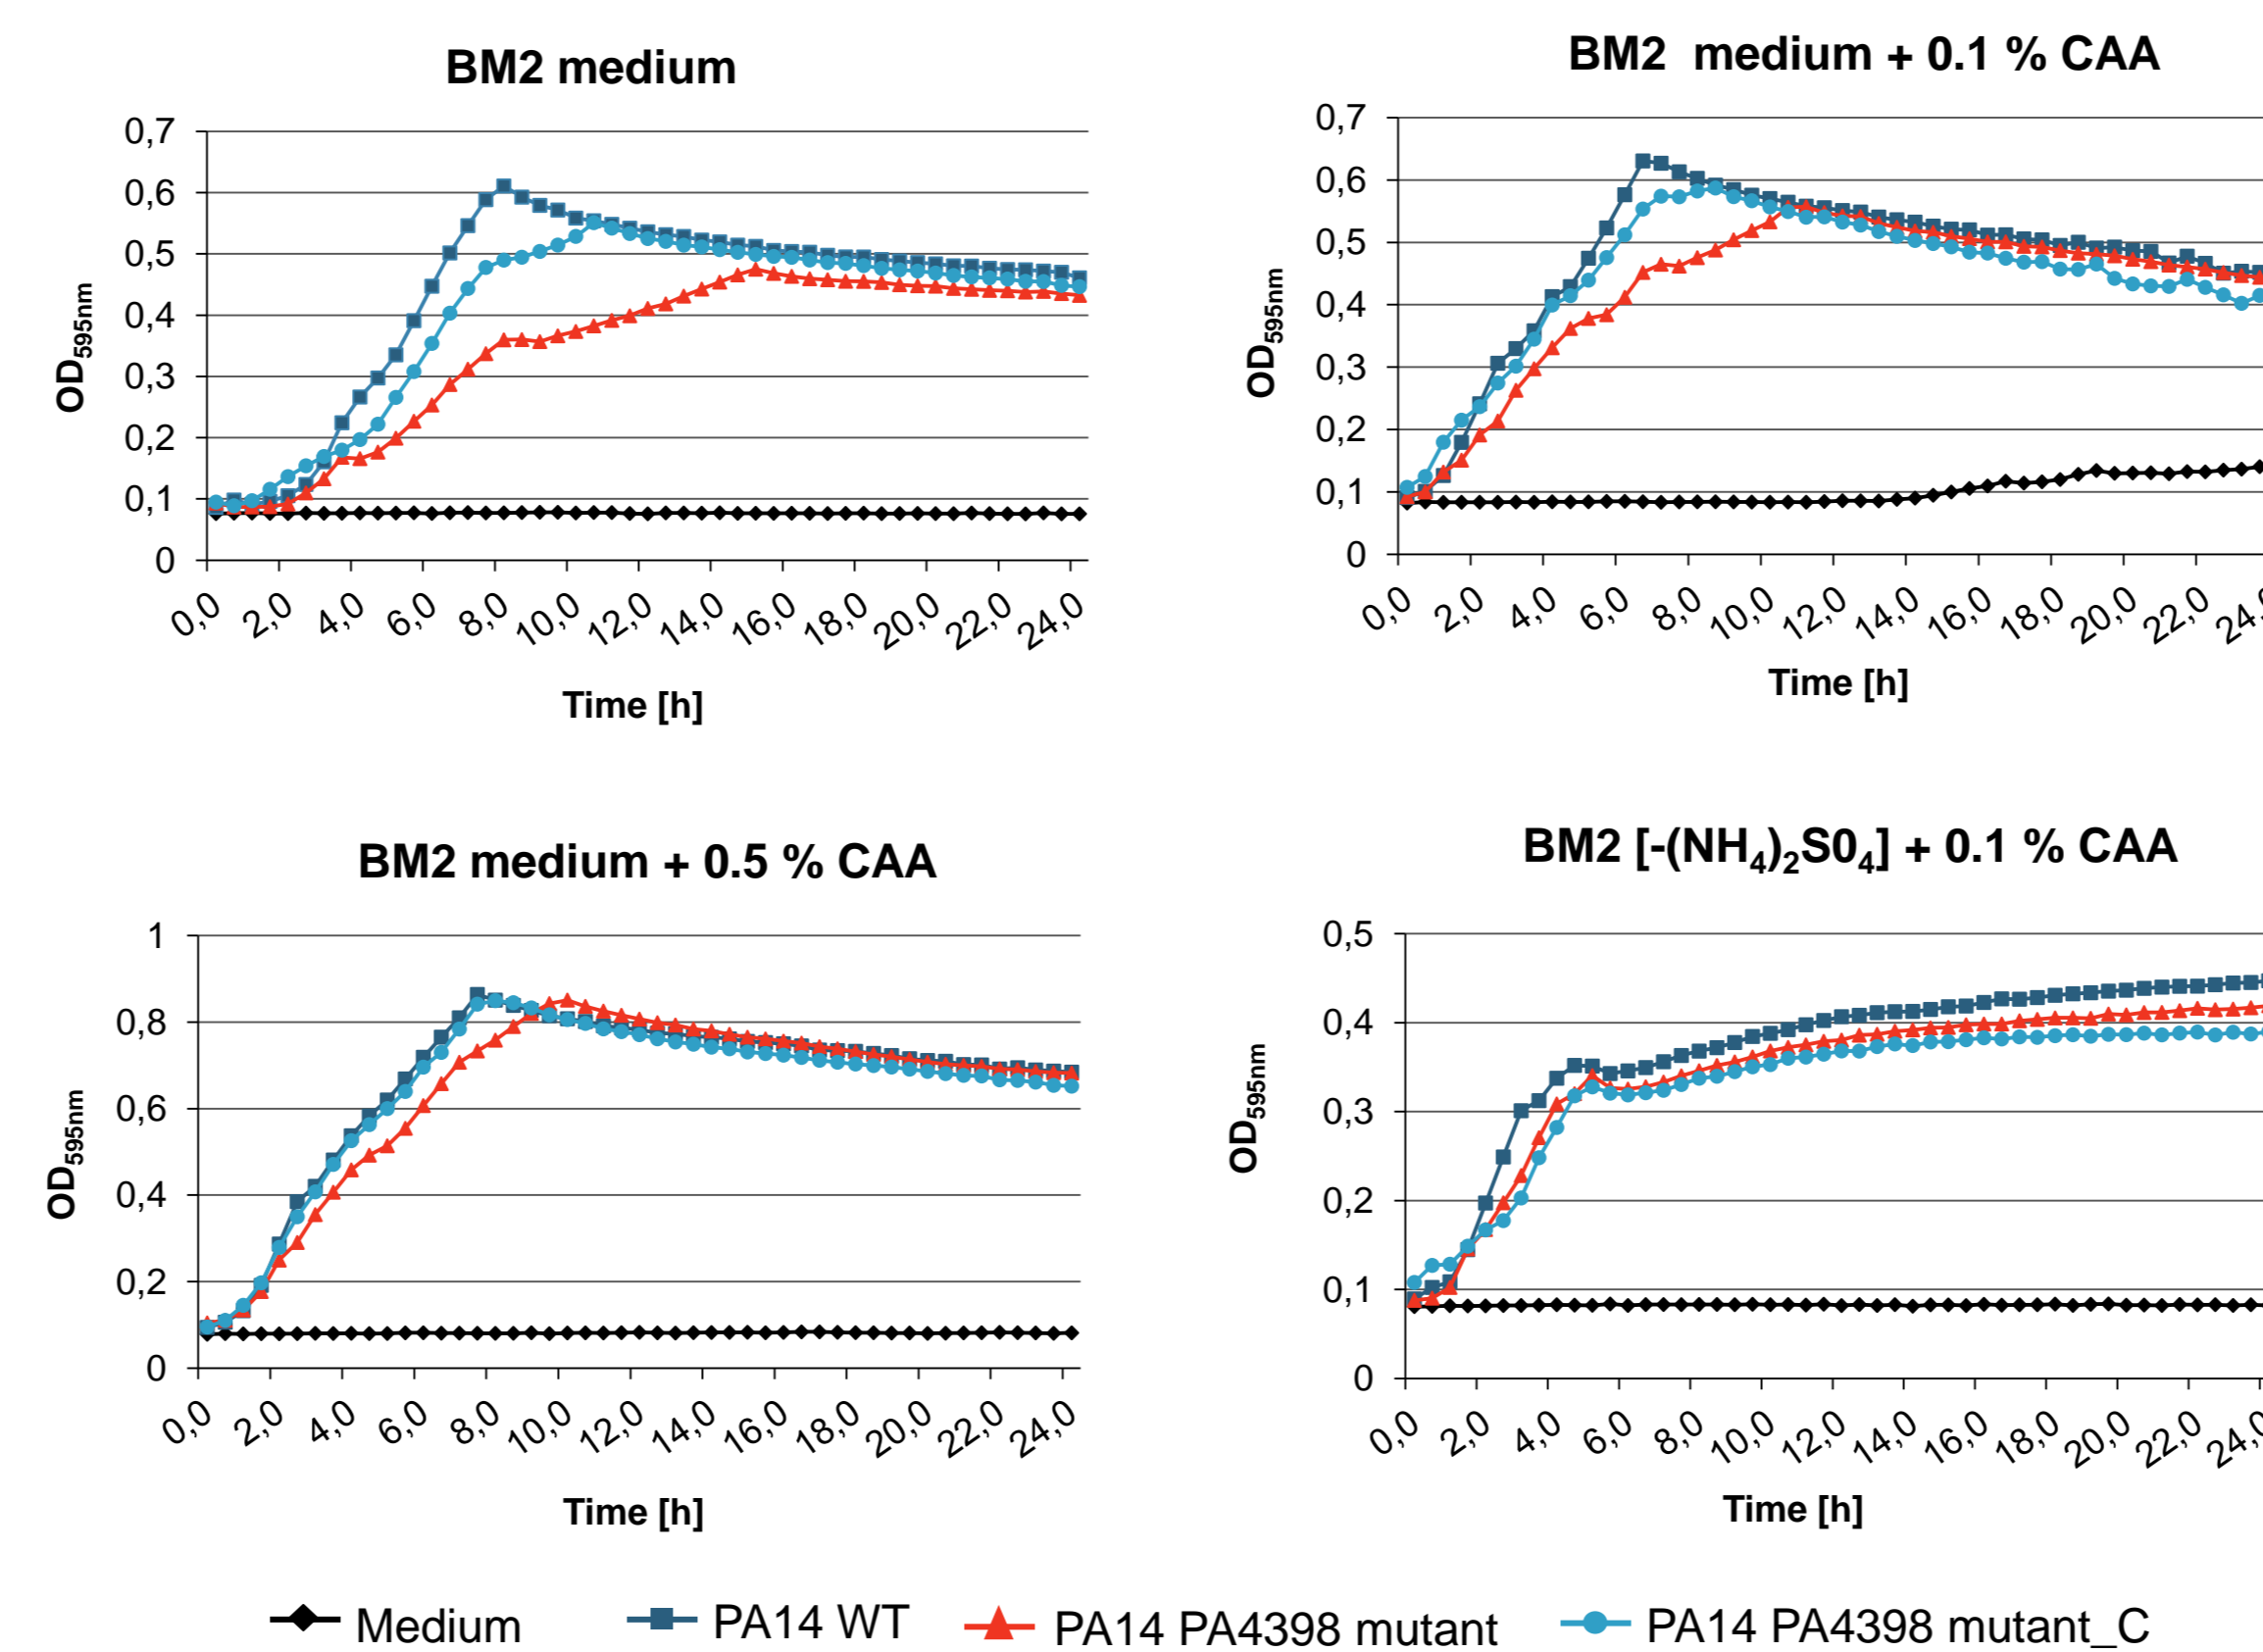 BM2 medium
0,7
0,6
0,5
0,4
0,3
0,2
0,1
0
OD595nm
0,0 2,0 4,0 6,0 8,0 10,0 12,0 14,0 16,0 18,0 20,0 22,0 24,0
Time [h]
BM2 medium + 0.1 % CAA
0,7
0,6
0,5
0,4
0,3
0,2
0,1
0
OD595nm
0,0 2,0 4,0 6,0 8,0 10,0 12,0 14,0 16,0 18,0 20,0 22,0 24,0
Time [h]
BM2 medium + 0.5 % CAA
1
0,8
0,6
0,4
0,2
0
OD595nm
0,0 2,0 4,0 6,0 8,0 10,0 12,0 14,0 16,0 18,0 20,0 22,0 24,0
Time [h]
BM2 [-(NH4)2S04] + 0.1 % CAA
0,5
0,4
0,3
0,2
0,1
0
OD595nm
0,0 2,0 4,0 6,0 8,0 10,0 12,0 14,0 16,0 18,0 20,0 22,0 24,0
Time [h]
Medium PA14 WT PA14 PA4398 mutant PA14 PA4398 mutant_C